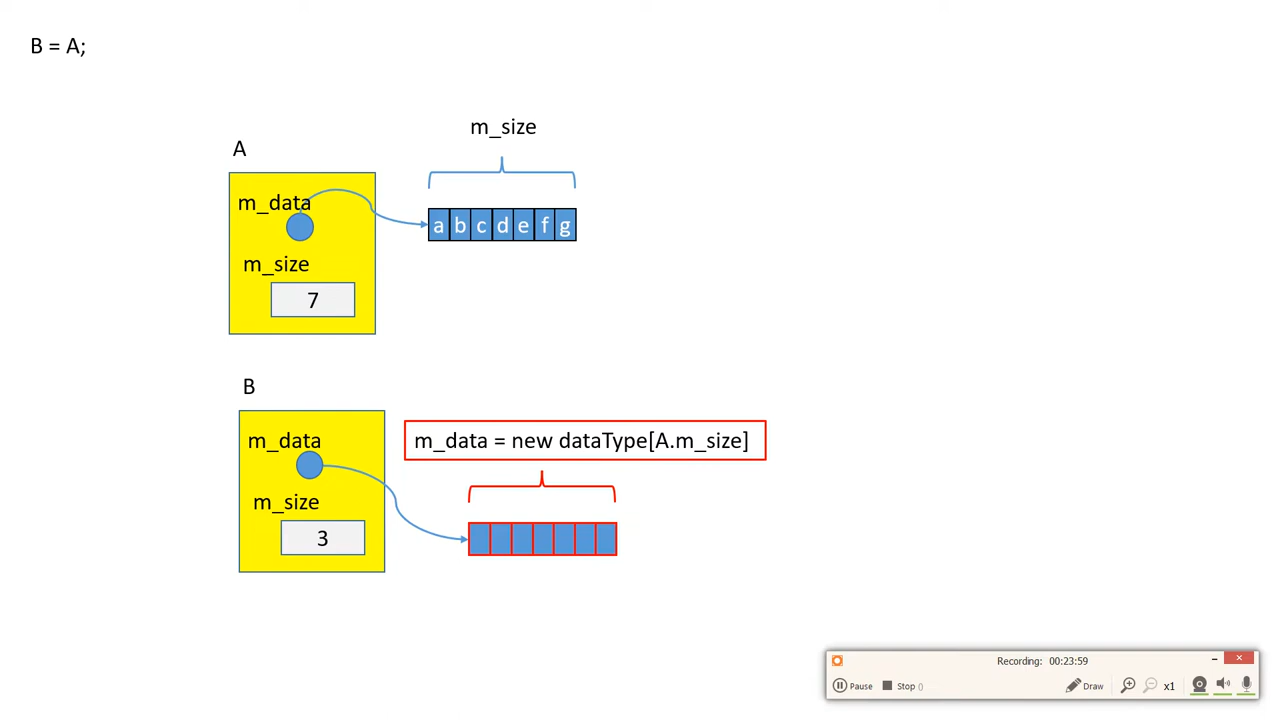 B = A;
m_size
A
m_data
a b c d e f g
m_size
7
B
m_data
m_data = new dataType[A.m_size]
m_size
3
Recording: 00:23:59
Pause Stop () Draw x1